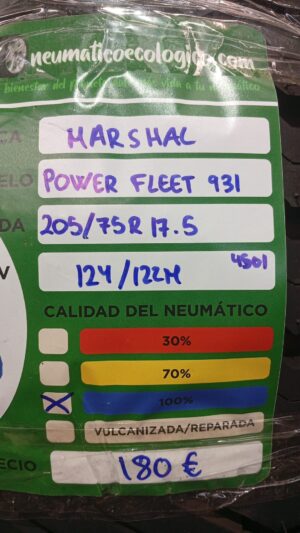 neumaticoecologico.com
MARSHAL
POWER FLEET 931
205/75R 17.5
124/122M 4501
CALIDAD DEL NEUMÁTICO
30%
70%
100%
VULCANIZADA/REPARADA
ECIO 180 €